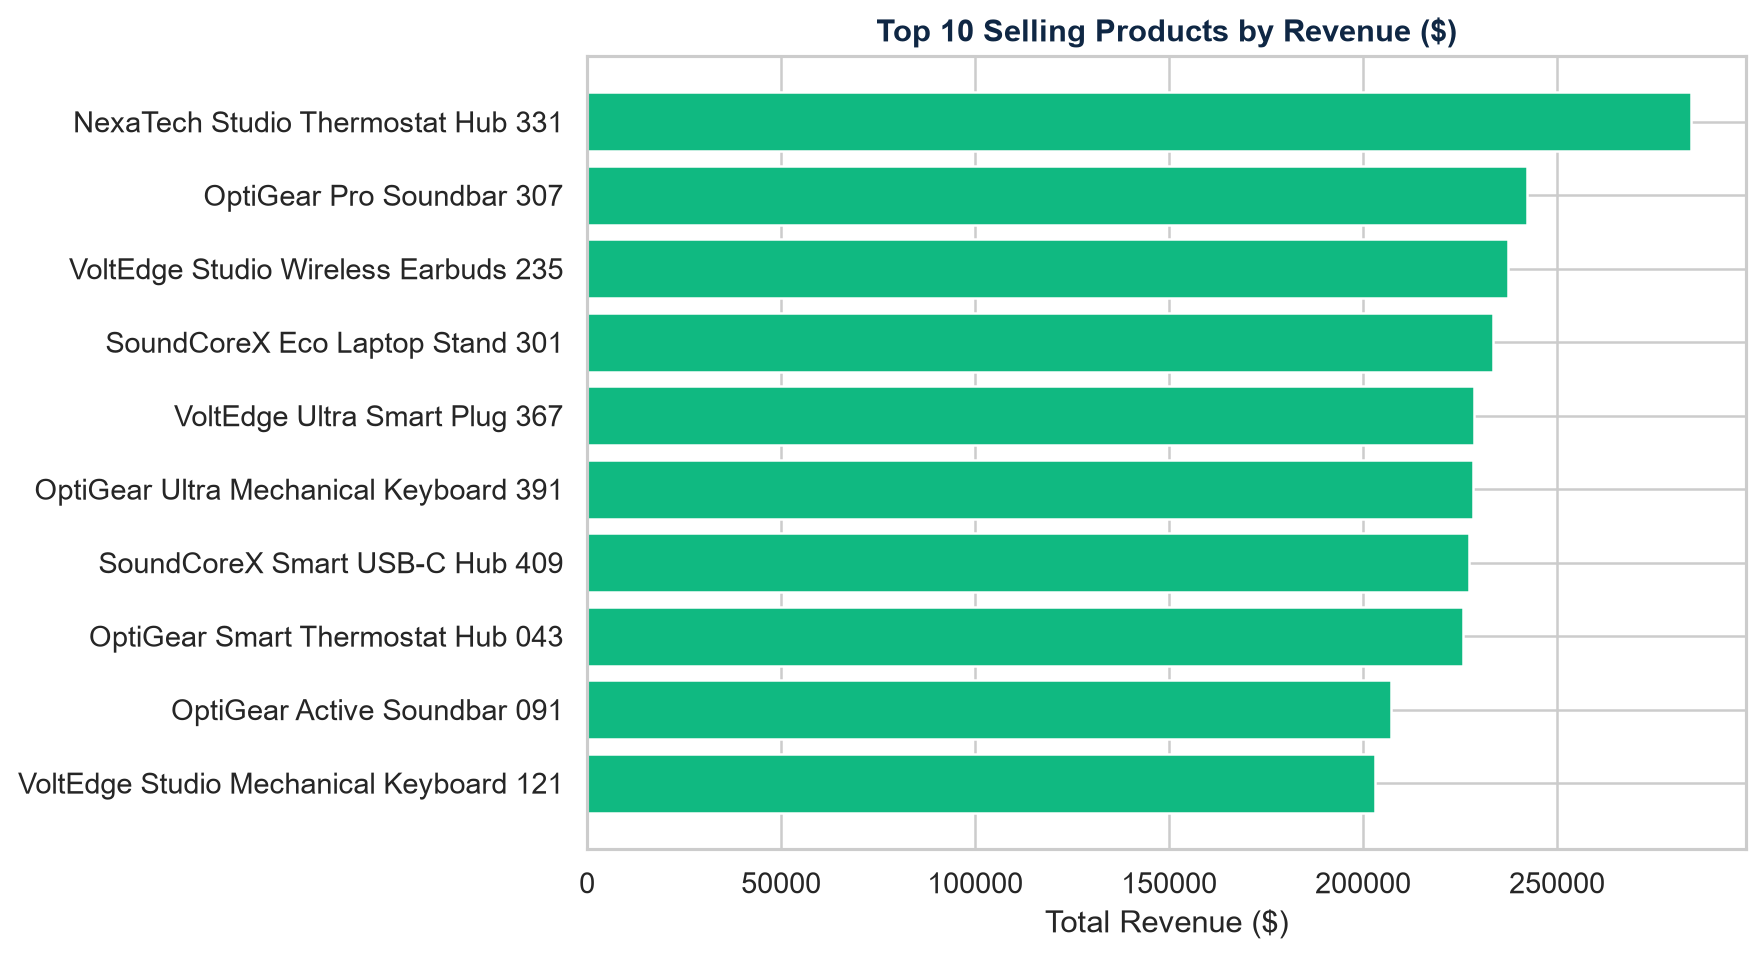 Top 10 Selling Products by Revenue ($)
NexaTech Studio Thermostat Hub 331
OptiGear Pro Soundbar 307
VoltEdge Studio Wireless Earbuds 235
SoundCoreX Eco Laptop Stand 301
VoltEdge Ultra Smart Plug 367
OptiGear Ultra Mechanical Keyboard 391
SoundCoreX Smart USB-C Hub 409
OptiGear Smart Thermostat Hub 043
OptiGear Active Soundbar 091
VoltEdge Studio Mechanical Keyboard 121
0 50000 100000 150000 200000 250000
Total Revenue ($)